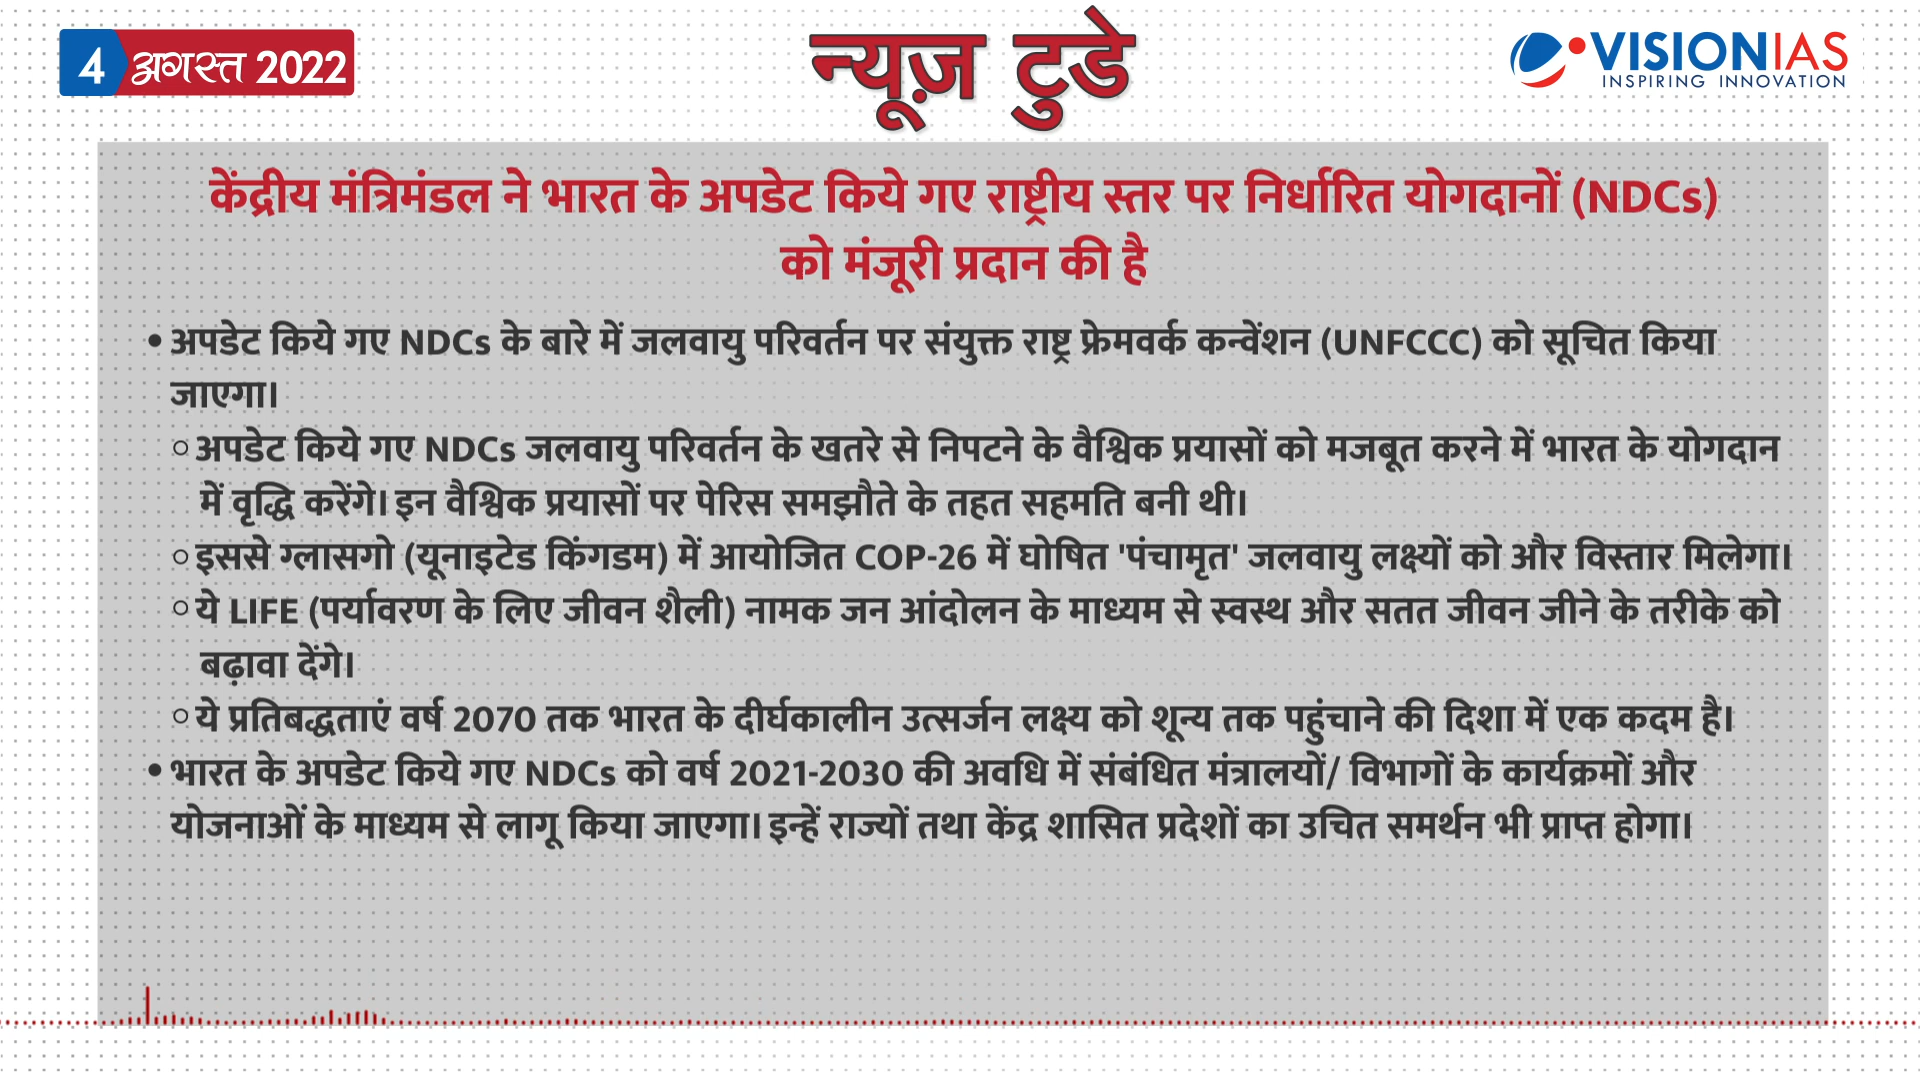 4 अगस्त 2022
न्यूज़ टुडे
VISIONIAS
INSPIRING INNOVATION
केंद्रीय मंत्रिमंडल ने भारत के अपडेट किये गए राष्ट्रीय स्तर पर निर्धारित योगदानों (NDCs)
को मंजूरी प्रदान की है
• अपडेट किये गए NDCs के बारे में जलवायु परिवर्तन पर संयुक्त राष्ट्र फ्रेमवर्क कन्वेंशन (UNFCCC) को सूचित किया
जाएगा।
○ अपडेट किये गए NDCs जलवायु परिवर्तन के खतरे से निपटने के वैश्विक प्रयासों को मजबूत करने में भारत के योगदान
में वृद्धि करेंगे। इन वैश्विक प्रयासों पर पेरिस समझौते के तहत सहमति बनी थी।
○ इससे ग्लासगो (यूनाइटेड किंगडम) में आयोजित COP-26 में घोषित 'पंचामृत' जलवायु लक्ष्यों को और विस्तार मिलेगा।
○ ये LIFE (पर्यावरण के लिए जीवन शैली) नामक जन आंदोलन के माध्यम से स्वस्थ और सतत जीवन जीने के तरीके को
बढ़ावा देंगे।
○ ये प्रतिबद्धताएं वर्ष 2070 तक भारत के दीर्घकालीन उत्सर्जन लक्ष्य को शून्य तक पहुंचाने की दिशा में एक कदम है।
• भारत के अपडेट किये गए NDCs को वर्ष 2021-2030 की अवधि में संबंधित मंत्रालयों/ विभागों के कार्यक्रमों और
योजनाओं के माध्यम से लागू किया जाएगा। इन्हें राज्यों तथा केंद्र शासित प्रदेशों का उचित समर्थन भी प्राप्त होगा।